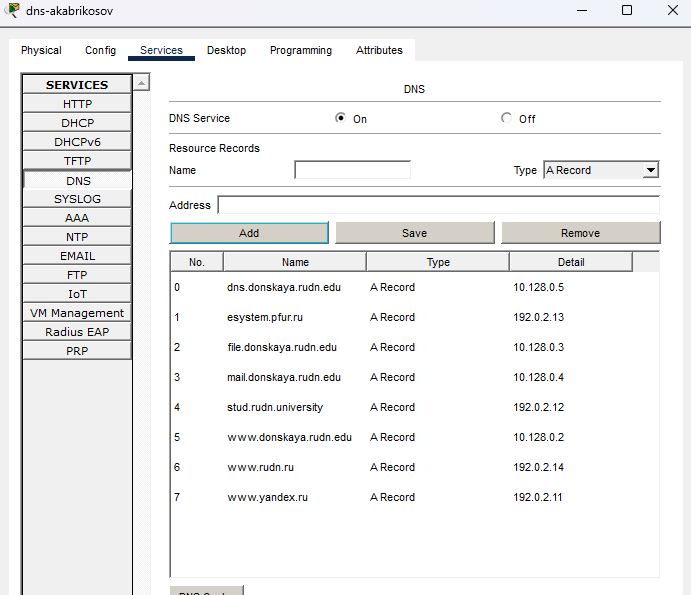 dns-akabrikosov
Physical Config Services Desktop Programming Attributes
SERVICES
HTTP
DHCP
DHCPv6
TFTP
DNS
SYSLOG
AAA
NTP
EMAIL
FTP
IoT
VM Management
Radius EAP
PRP
DNS
DNS Service On Off
Resource Records
Name Type A Record
Address
Add Save Remove
No. Name Type Detail
0 dns.donskaya.rudn.edu A Record 10.128.0.5
1 esystem.pfur.ru A Record 192.0.2.13
2 file.donskaya.rudn.edu A Record 10.128.0.3
3 mail.donskaya.rudn.edu A Record 10.128.0.4
4 stud.rudn.university A Record 192.0.2.12
5 www.donskaya.rudn.edu A Record 10.128.0.2
6 www.rudn.ru A Record 192.0.2.14
7 www.yandex.ru A Record 192.0.2.11
DNS